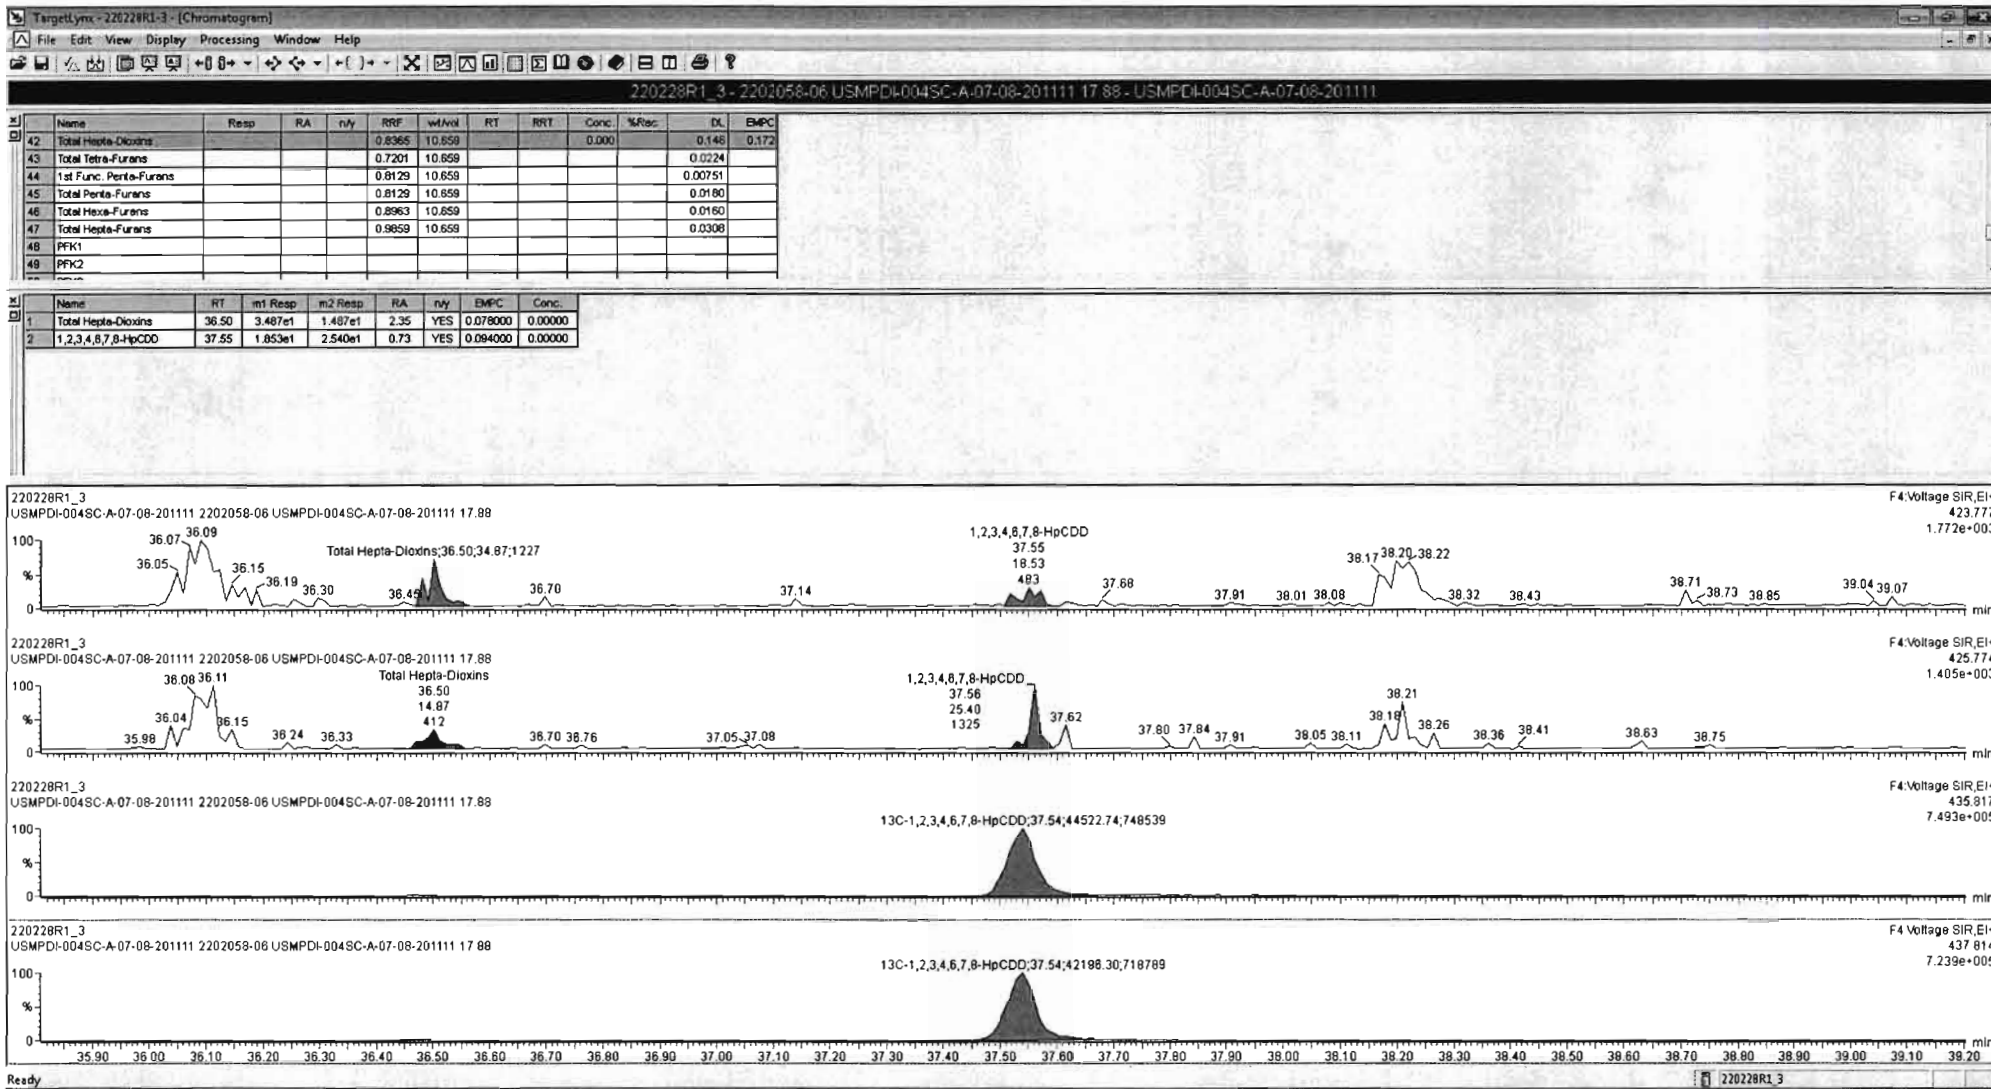 TargetLynx - 220228R1-3 - [Chromatogram]
File Edit View Display Processing Window Help
220228R1_3 - 2202058-06 USMPDI-004SC-A-07-08-201111 17.88 - USMPDI-004SC-A-07-08-201111
Name Resp RA n/y RRF wt/vol RT RRT Conc. %Rec DL EMPC
42 Total Hepta-Dioxins 0.8365 10.659 0.000 0.146 0.172
43 Total Tetra-Furans 0.7201 10.659 0.0224
44 1st Func. Penta-Furans 0.8129 10.659 0.00751
45 Total Penta-Furans 0.8129 10.659 0.0180
46 Total Hexa-Furans 0.8963 10.659 0.0160
47 Total Hepta-Furans 0.9859 10.659 0.0308
48 PFK1
49 PFK2
Name RT m1 Resp m2 Resp RA n/y EMPC Conc.
1 Total Hepta-Dioxins 36.50 3.487e1 1.487e1 2.35 YES 0.078000 0.00000
2 1,2,3,4,6,7,8-HpCDD 37.55 1.853e1 2.540e1 0.73 YES 0.094000 0.00000
220228R1_3
USMPDI-004SC-A-07-08-201111 2202058-06 USMPDI-004SC-A-07-08-201111 17.88
F4:Voltage SIR,EI+
423.777
1.772e+003
100
%
0
36.05 36.07 36.09 36.15 36.19 36.30 36.45
Total Hepta-Dioxins;36.50;34.87;1227
36.70 37.14
1,2,3,4,6,7,8-HpCDD
37.55
18.53
483
37.68 37.91 38.01 38.08 38.17 38.20 38.22 38.32 38.43 38.71 38.73 38.85 39.04 39.07
min
220228R1_3
USMPDI-004SC-A-07-08-201111 2202058-06 USMPDI-004SC-A-07-08-201111 17.88
F4:Voltage SIR,EI+
425.774
1.405e+003
100
%
0
35.98 36.04 36.08 36.11 36.15 36.24 36.33
Total Hepta-Dioxins
36.50
14.87
412
36.70 36.76 37.05 37.08
1,2,3,4,6,7,8-HpCDD
37.56
25.40
1325
37.62 37.80 37.84 37.91 38.05 38.11 38.18 38.21 38.26 38.36 38.41 38.63 38.75
min
220228R1_3
USMPDI-004SC-A-07-08-201111 2202058-06 USMPDI-004SC-A-07-08-201111 17.88
F4:Voltage SIR,EI+
435.817
7.493e+005
100
%
0
13C-1,2,3,4,6,7,8-HpCDD;37.54;44522.74;748539
min
220228R1_3
USMPDI-004SC-A-07-08-201111 2202058-06 USMPDI-004SC-A-07-08-201111 17.88
F4:Voltage SIR,EI+
437.814
7.239e+005
100
%
0
13C-1,2,3,4,6,7,8-HpCDD;37.54;42196.30;718789
min
35.90 36.00 36.10 36.20 36.30 36.40 36.50 36.60 36.70 36.80 36.90 37.00 37.10 37.20 37.30 37.40 37.50 37.60 37.70 37.80 37.90 38.00 38.10 38.20 38.30 38.40 38.50 38.60 38.70 38.80 38.90 39.00 39.10 39.20
Ready 220228R1_3